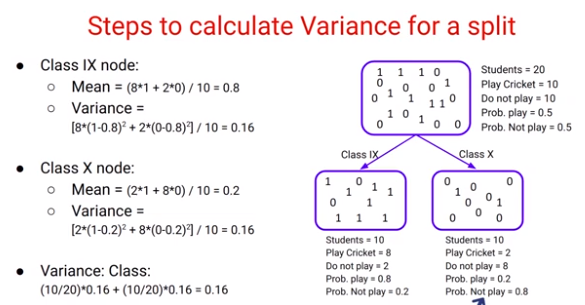 Steps to calculate Variance for a split
● Class IX node:
○ Mean = (8*1 + 2*0) / 10 = 0.8
○ Variance =
[8*(1-0.8)² + 2*(0-0.8)²] / 10 = 0.16
● Class X node:
○ Mean = (2*1 + 8*0) / 10 = 0.2
○ Variance =
[2*(1-0.2)² + 8*(0-0.2)²] / 10 = 0.16
● Variance: Class:
(10/20)*0.16 + (10/20)*0.16 = 0.16
1 1 1 0
0 0 0 1
0 1 1 1 1 0
1 0 1
0 0 0
Students = 20
Play Cricket = 10
Do not play = 10
Prob. play = 0.5
Prob. Not play = 0.5
Class IX
Class X
1 0 1 1
1
0 1
1 1 1
Students = 10
Play Cricket = 8
Do not play = 2
Prob. play = 0.8
Prob. Not play = 0.2
0 0 0
1
0 0 1
0
0 0
Students = 10
Play Cricket = 2
Do not play = 8
Prob. play = 0.2
Prob. Not play = 0.8